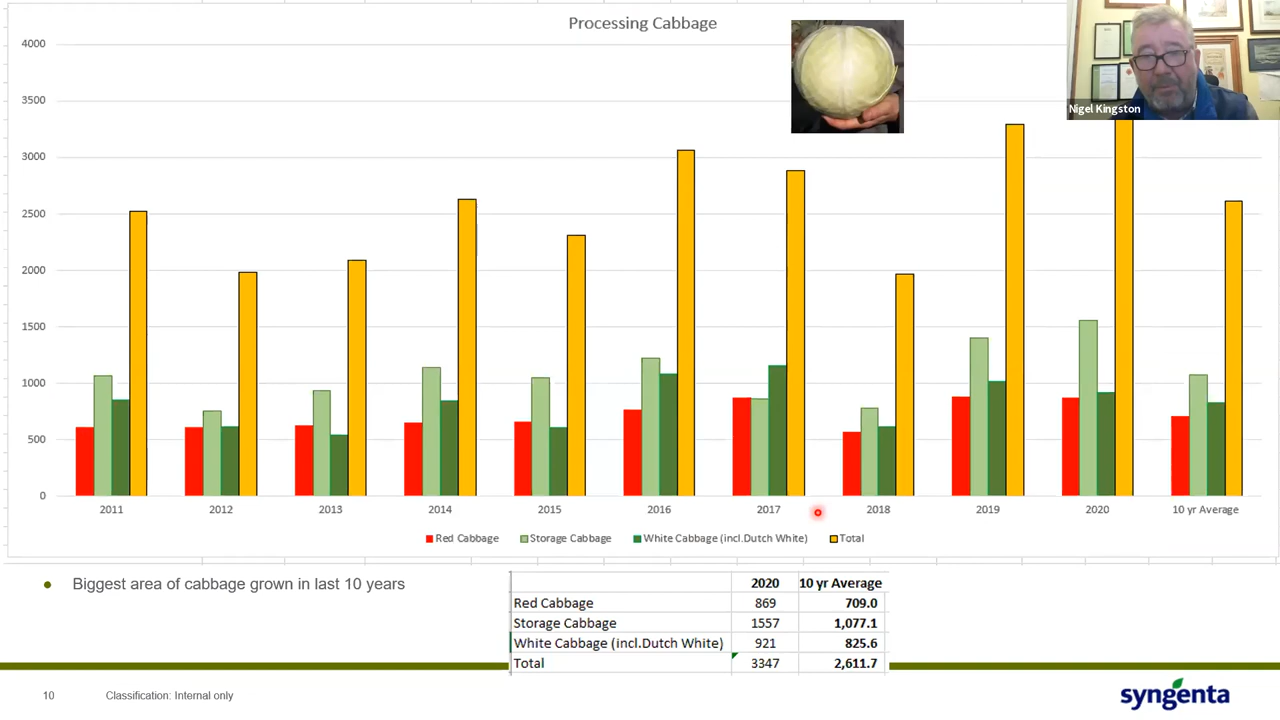 Processing Cabbage
Nigel Kingston
4000
3500
3000
2500
2000
1500
1000
500
0
2011 2012 2013 2014 2015 2016 2017 2018 2019 2020 10 yr Average
Red Cabbage Storage Cabbage White Cabbage (incl.Dutch White) Total
● Biggest area of cabbage grown in last 10 years
2020 10 yr Average
Red Cabbage 869 709.0
Storage Cabbage 1557 1,077.1
White Cabbage (incl.Dutch White) 921 825.6
Total 3347 2,611.7
10 Classification: Internal only
syngenta